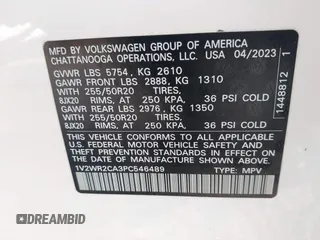 MFD BY VOLKSWAGEN GROUP OF AMERICA
CHATTANOOGA OPERATIONS, LLC. USA 04/2023
GVWR LBS 5754, KG 2610
GAWR FRONT LBS 2888, KG 1310
WITH 255/50R20 TIRES,
8JX20 RIMS, AT 250 KPA, 36 PSI COLD
GAWR REAR LBS 2976, KG 1350
WITH 255/50R20 TIRES,
8JX20 RIMS, AT 250 KPA, 36 PSI COLD
THIS VEHICLE CONFORMS TO ALL APPLICABLE
U.S. FEDERAL MOTOR VEHICLE SAFETY AND
THEFT PREVENTION STANDARDS IN EFFECT ON
THE DATE OF MANUFACTURE SHOWN ABOVE.
1V2WR2CA3PC546489 TYPE: MPV
1448812 1
© ID.